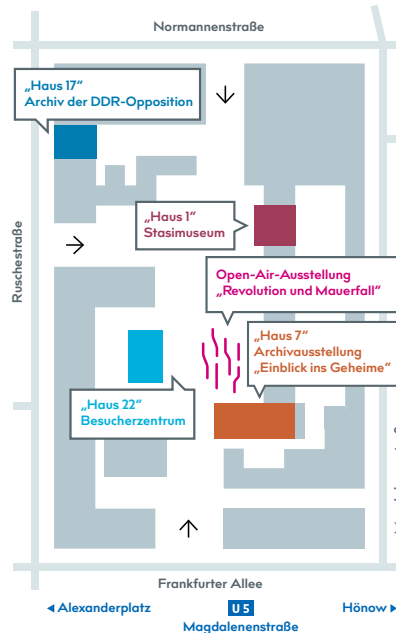 Normannenstraße
„Haus 17“
Archiv der DDR-Opposition
„Haus 1“
Stasimuseum
Ruschestraße
Open-Air-Ausstellung
„Revolution und Mauerfall“
„Haus 7“
Archivausstellung
„Einblick ins Geheime“
„Haus 22“
Besucherzentrum
Frankfurter Allee
Alexanderplatz
U 5
Hönow
Magdalenenstraße